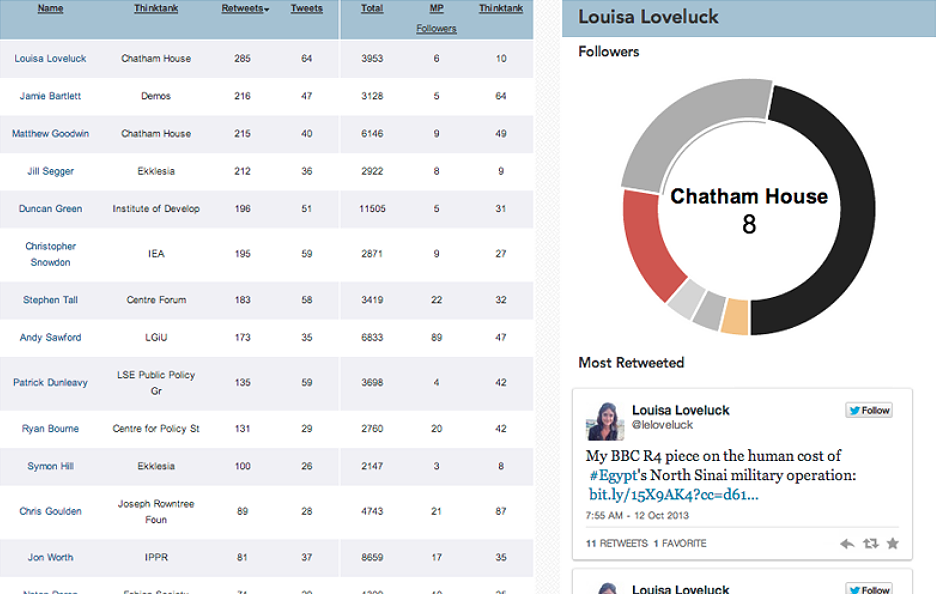 Name Thinktank Retweets Tweets Total MP Thinktank
Followers
Louisa Loveluck Chatham House 285 64 3953 6 10
Jamie Bartlett Demos 216 47 3128 5 64
Matthew Goodwin Chatham House 215 40 6146 9 49
Jill Segger Ekklesia 212 36 2922 8 9
Duncan Green Institute of Develop 196 51 11505 5 31
Christopher
Snowdon IEA 195 59 2871 9 27
Stephen Tall Centre Forum 183 58 3419 22 32
Andy Sawford LGiU 173 35 6833 89 47
Patrick Dunleavy LSE Public Policy
Gr 135 59 3698 4 42
Ryan Bourne Centre for Policy St 131 29 2760 20 42
Symon Hill Ekklesia 100 26 2147 3 8
Chris Goulden Joseph Rowntree
Foun 89 28 4743 21 87
Jon Worth IPPR 81 37 8659 17 35
Louisa Loveluck
Followers
Chatham House
8
Most Retweeted
Louisa Loveluck Follow
@leloveluck
My BBC R4 piece on the human cost of
#Egypt's North Sinai military operation:
bit.ly/15X9AK4?cc=d61...
7:55 AM - 12 Oct 2013
11 RETWEETS 1 FAVORITE
Louisa Loveluck Follow